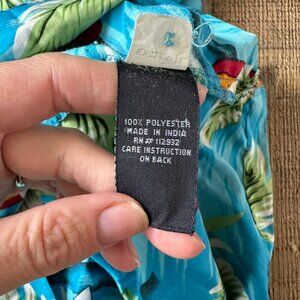 100% POLYESTER
MADE IN INDIA
RN# 112932
CARE INSTRUCTION
ON BACK